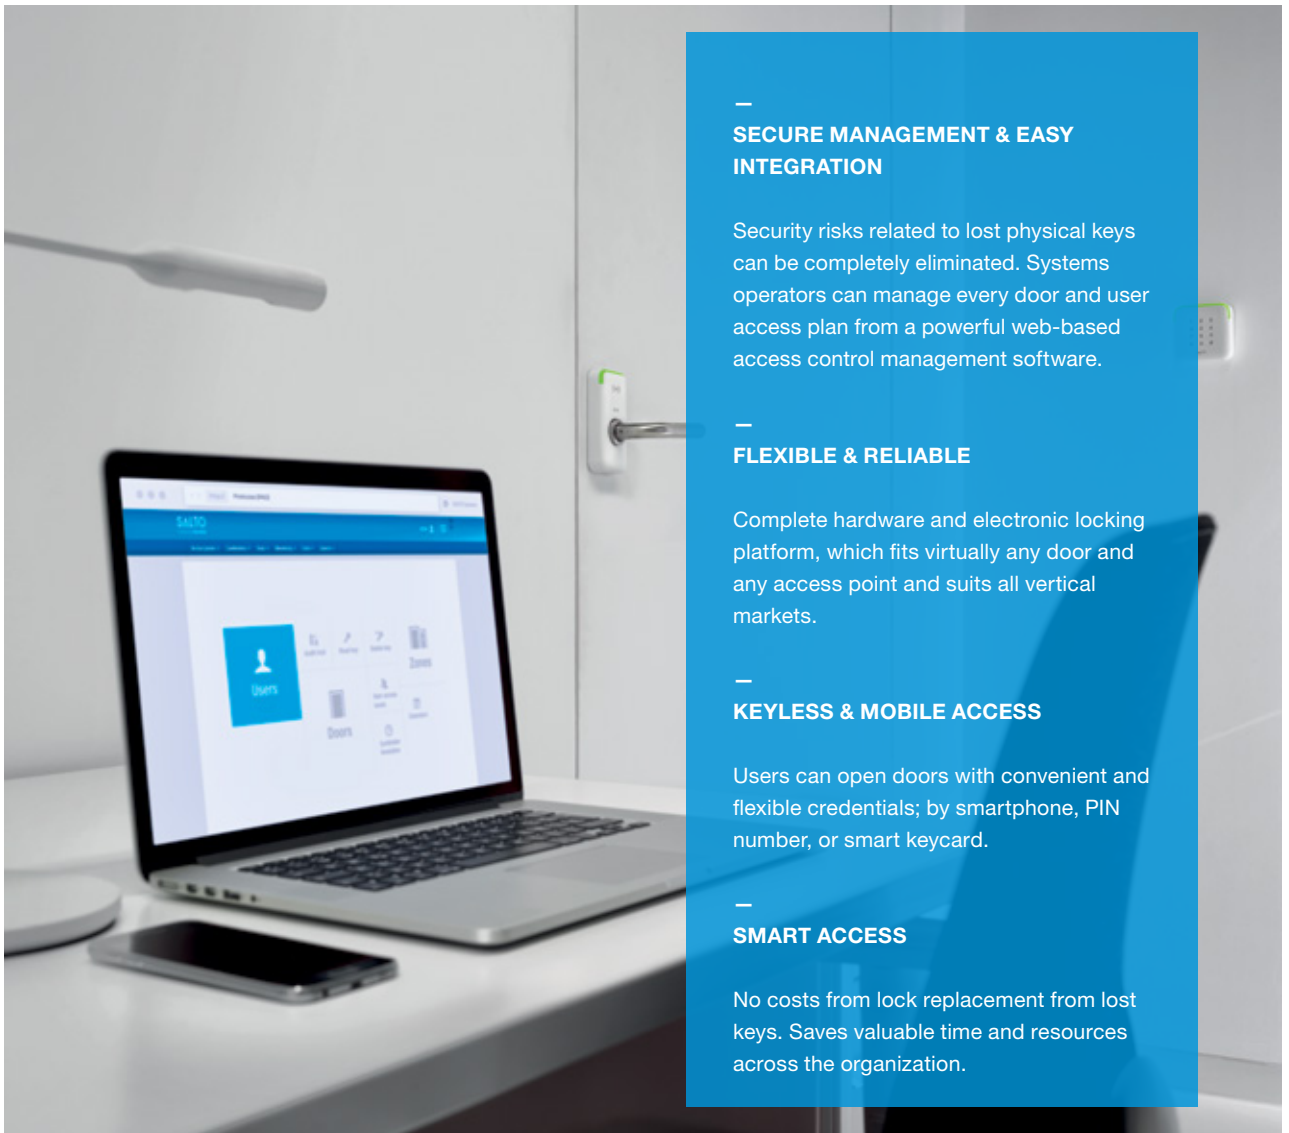 —
SECURE MANAGEMENT & EASY
INTEGRATION
Security risks related to lost physical keys
can be completely eliminated. Systems
operators can manage every door and user
access plan from a powerful web-based
access control management software.
—
FLEXIBLE & RELIABLE
Complete hardware and electronic locking
platform, which fits virtually any door and
any access point and suits all vertical
markets.
—
KEYLESS & MOBILE ACCESS
Users can open doors with convenient and
flexible credentials; by smartphone, PIN
number, or smart keycard.
—
SMART ACCESS
No costs from lock replacement from lost
keys. Saves valuable time and resources
across the organization.
SALTO
Users
Doors
Zones